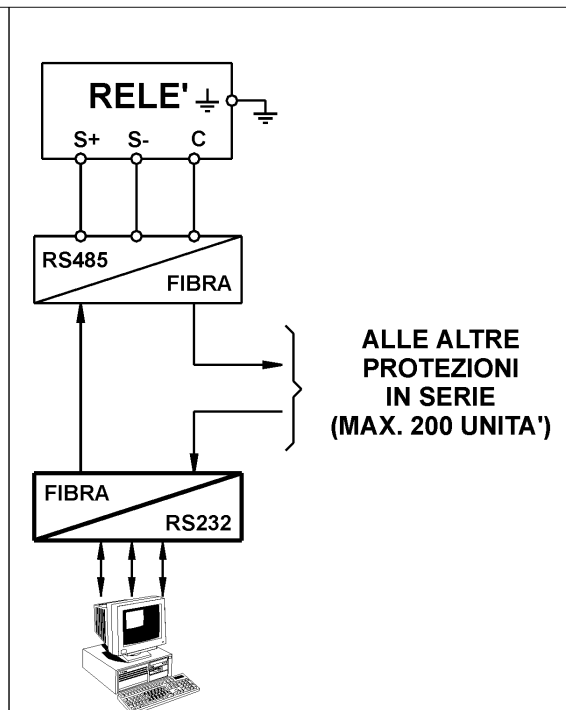 RELE'
S+ S- C
RS485
FIBRA
ALLE ALTRE
PROTEZIONI
IN SERIE
(MAX. 200 UNITA')
FIBRA
RS232